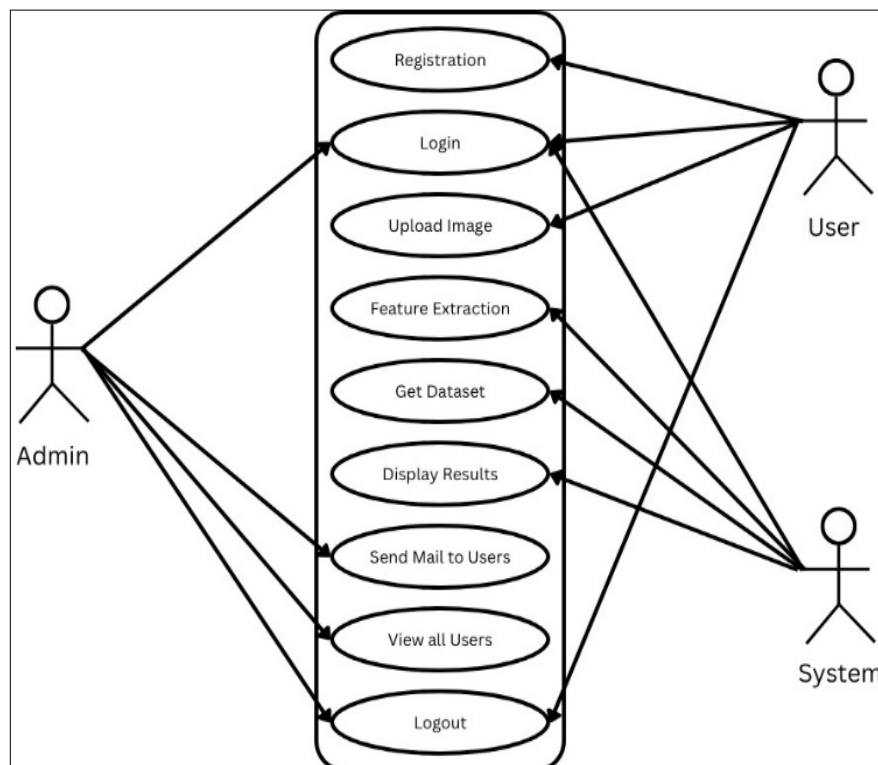 Registration
Login
Upload Image
User
Feature Extraction
Get Dataset
Admin
Display Results
Send Mail to Users
View all Users
System
Logout